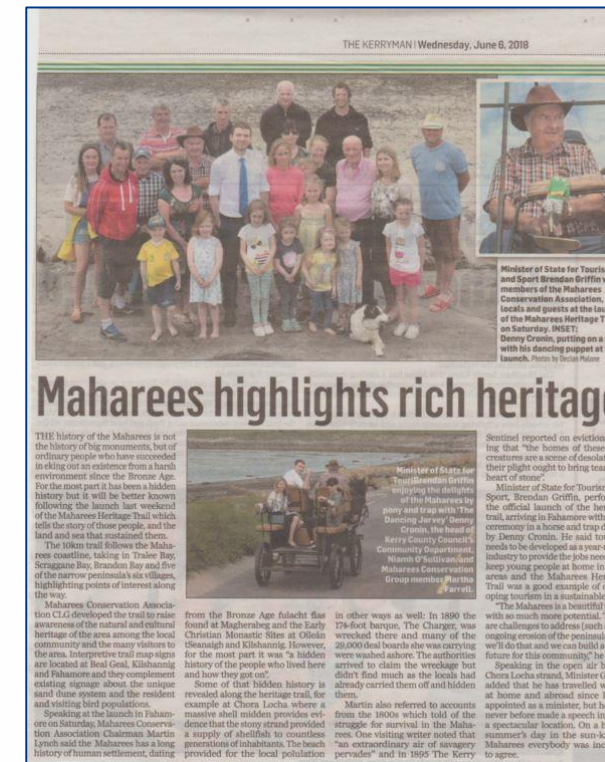 THE KERRYMAN | Wednesday, June 6, 2018
Minister of State for Touris
and Sport Brendan Griffin
members of the Maharees
Conservation Association,
locals and guests at the lau
of the Maharees Heritage T
on Saturday. INSET:
Denny Cronin, putting on a
with his dancing puppet at
launch. Photos by Declan Malone
Maharees highlights rich heritag
THE history of the Maharees is not
the history of big monuments, but of
ordinary people who have succeeded
in eking out an existence from a harsh
environment since the Bronze Age.
For the most part it has been a hidden
history but it will be better known
following the launch last weekend
of the Maharees Heritage Trail which
tells the story of those people, and the
land and sea that sustained them.
The 10km trail follows the Maha-
rees coastline, taking in Tralee Bay,
Scraggane Bay, Brandon Bay and five
of the narrow peninsula's six villages,
highlighting points of interest along
the way.
Maharees Conservation Associa-
tion CLG developed the trail to raise
awareness of the natural and cultural
heritage of the area among the local
community and the many visitors to
the area. Interpretive trail map signs
are located at Beal Geal, Kilshannig
and Fahamore and they complement
existing signage about the unique
sand dune system and the resident
and visiting bird populations.
Speaking at the launch in Faham-
ore on Saturday, Maharees Conserva-
tion Association Chairman Martin
Lynch said the Maharees has a long
history of human settlement, dating
Minister of State for
TourisBrendan Griffin
enjoying the delights
of the Maharees by
pony and trap with 'The
Dancing Jarvey' Denny
Cronin, the head of
Kerry County Council's
Community Department,
Niamh O'Sullivan and
Maharees Conservation
Group member Martha
Farrell.
from the Bronze Age fulacht fias
found at Magherabeg and the Early
Christian Monastic Sites at Oileán
tSeanaigh and Kilshannig. However,
for the most part it was "a hidden
history of the people who lived here
and how they got on".
Some of that hidden history is
revealed along the heritage trail, for
example at Chora Locha where a
massive shell midden provides evi-
dence that the stony strand provided
a supply of shellfish to countless
generations of inhabitants. The beach
provided for the local polulation
in other ways as well: In 1890 the
174-foot barque, The Charger, was
wrecked there and many of the
29,000 deal boards she was carrying
were washed ashore. The authorities
arrived to claim the wreckage but
didn't find much as the locals had
already carried them off and hidden
them.
Martin also referred to accounts
from the 1800s which told of the
struggle for survival in the Maha-
rees. One visiting writer noted that
"an extraordinary air of savagery
pervades" and in 1895 The Kerry
Sentinel reported on eviction
ing that "the homes of these
creatures are a scene of desolat
their plight ought to bring tear
heart of stone".
Minister of State for Tourism
Sport, Brendan Griffin, perfo
the official launch of the her
trail, arriving in Fahamore with
ceremony in a horse and trap d
by Denny Cronin. He said tou
needs to be developed as a year-r
industry to provide the jobs nee
keep young people at home in
areas and the Maharees Her
Trail was a good example of d
oping tourism in a sustainable
"The Maharees is a beautiful
with so much more potential.
are challenges to address [such
ongoing erosion of the peninsul
we'll do that and we can build a
future for this community," he
Speaking in the open air b
Chora Locha strand, Minister G
added that he has travelled w
at home and abroad since h
appointed as a minister, but h
never before made a speech in
a spectacular location. On a b
summer's day in the sun-k
Maharees everybody was inc
to agree.